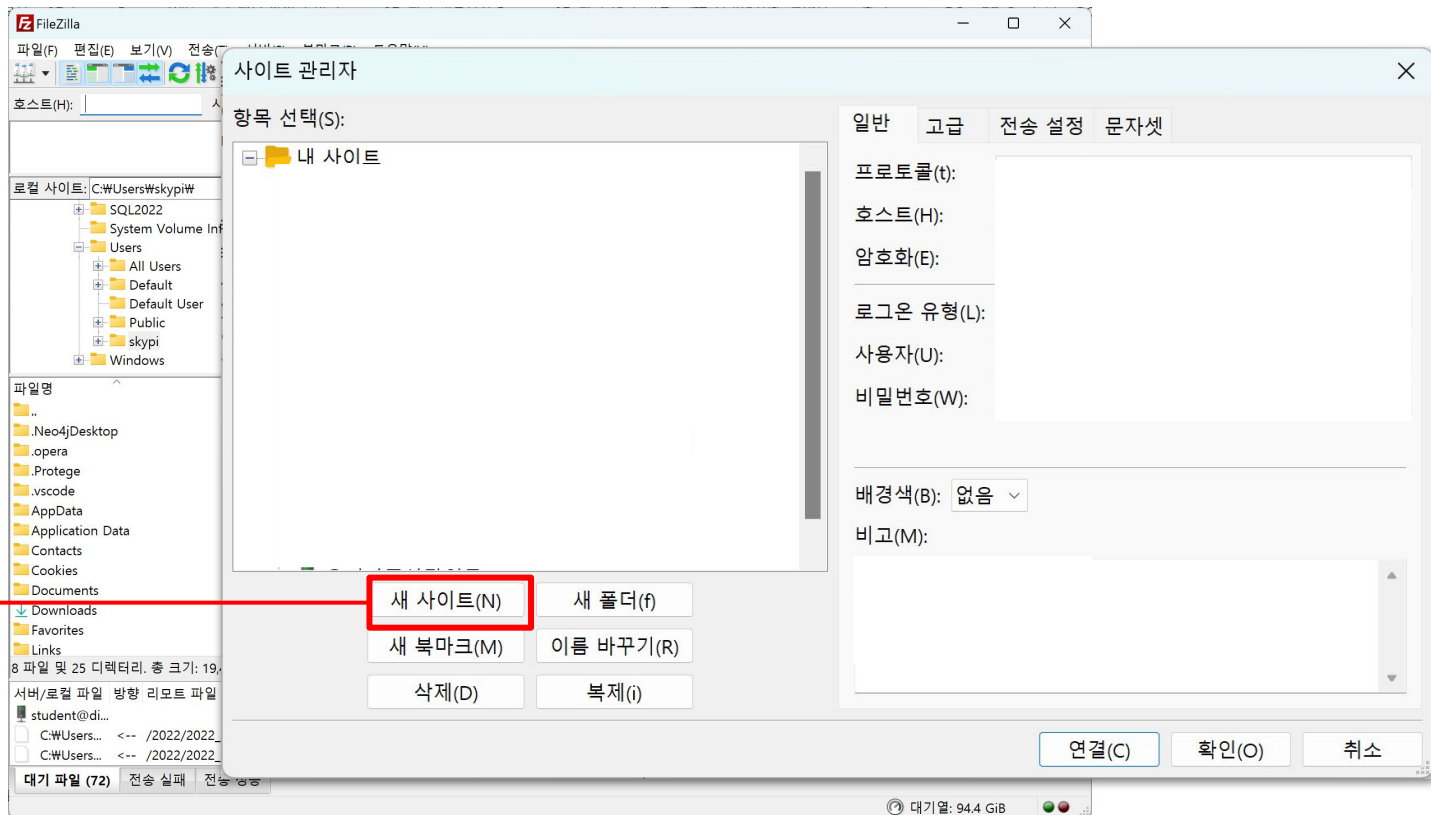 FileZilla
파일(F) 편집(E) 보기(V) 전송(T)
호스트(H):
로컬 사이트: C:₩Users₩skypi₩
SQL2022
System Volume Inf
Users
All Users
Default
Default User
Public
skypi
Windows
파일명
..
.Neo4jDesktop
.opera
.Protege
.vscode
AppData
Application Data
Contacts
Cookies
Documents
Downloads
Favorites
Links
8 파일 및 25 디렉터리. 총 크기: 19,
서버/로컬 파일 방향 리모트 파일
student@di...
C:₩Users... <-- /2022/2022_
C:₩Users... <-- /2022/2022_
대기 파일 (72) 전송 실패 전송 성공
대기열: 94.4 GiB
사이트 관리자
항목 선택(S):
내 사이트
새 사이트(N) 새 폴더(f)
새 북마크(M) 이름 바꾸기(R)
삭제(D) 복제(i)
일반 고급 전송 설정 문자셋
프로토콜(t):
호스트(H):
암호화(E):
로그온 유형(L):
사용자(U):
비밀번호(W):
배경색(B): 없음
비고(M):
연결(C) 확인(O) 취소